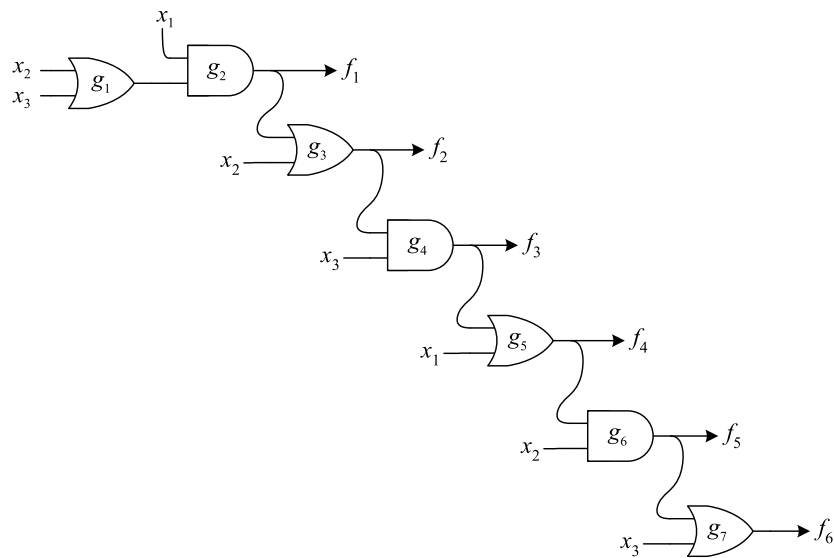 x₁
x₂ g₁ g₂ f₁
x₃
g₃ f₂
x₂
g₄ f₃
x₃
g₅ f₄
x₁
g₆ f₅
x₂
g₇ f₆
x₃